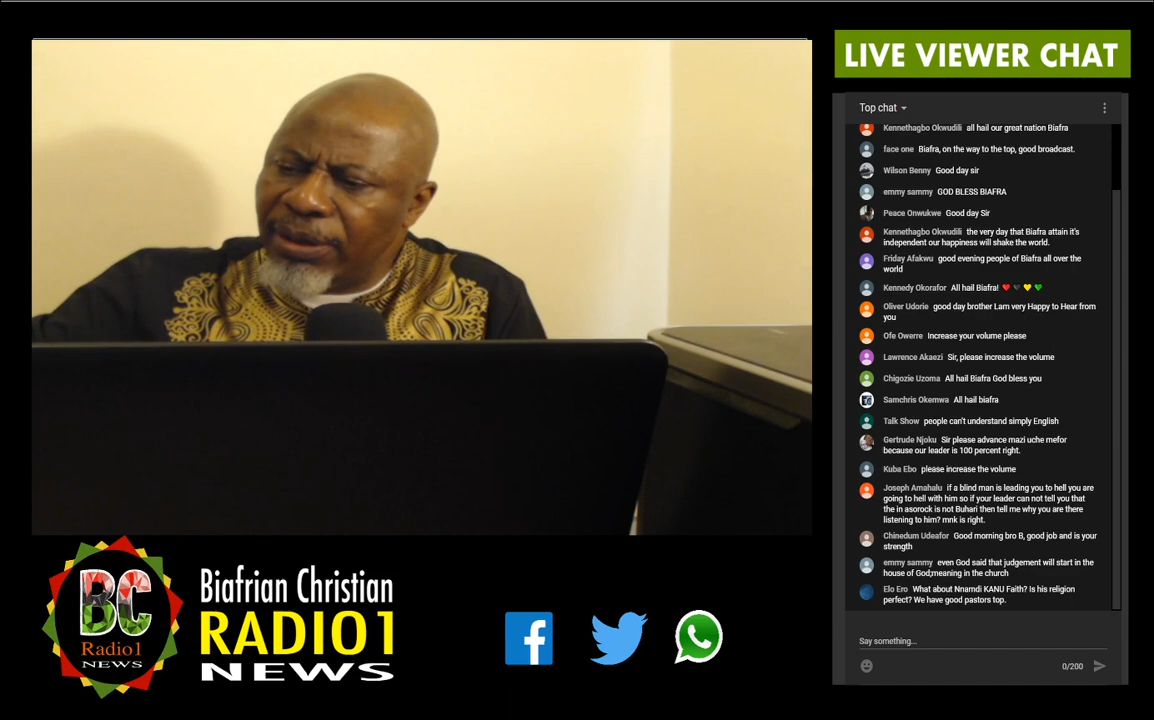 LIVE VIEWER CHAT
Top chat
Kennethagbo Okwudili all hail our great nation Biafra
face one Biafra, on the way to the top, good broadcast.
Wilson Benny Good day sir
emmy sammy GOD BLESS BIAFRA
Peace Onwukwe Good day Sir
Kennethagbo Okwudili the very day that Biafra attain it's
independent our happiness will shake the world.
Friday Afakwu good evening people of Biafra all over the
world
Kennedy Okorafor All hail Biafra! ❤️ 🖤 💛 💚
Oliver Udorie good day brother Lam very Happy to Hear from
you
Ofe Owerre Increase your volume please
Lawrence Akaezi Sir, please increase the volume
Chigozie Uzoma All hail Biafra God bless you
Samchris Okemwa All hail biafra
Talk Show people can't understand simply English
Gertrude Njoku Sir please advance mazi uche mefor
because our leader is 100 percent right.
Kuba Ebo please increase the volume
Joseph Amahalu if a blind man is leading you to hell you are
going to hell with him so if your leader can not tell you that
the in asorock is not Buhari then tell me why you are there
listening to him? mnk is right.
Chinedum Udeafor Good morning bro B, good job and is your
strength
emmy sammy even God said that judgement will start in the
house of God;meaning in the church
Elo Ero What about Nnamdi KANU Faith? Is his religion
perfect? We have good pastors top.
Say something...
0/200
BC
Radio1
NEWS
Biafrian Christian
RADIO1
NEWS